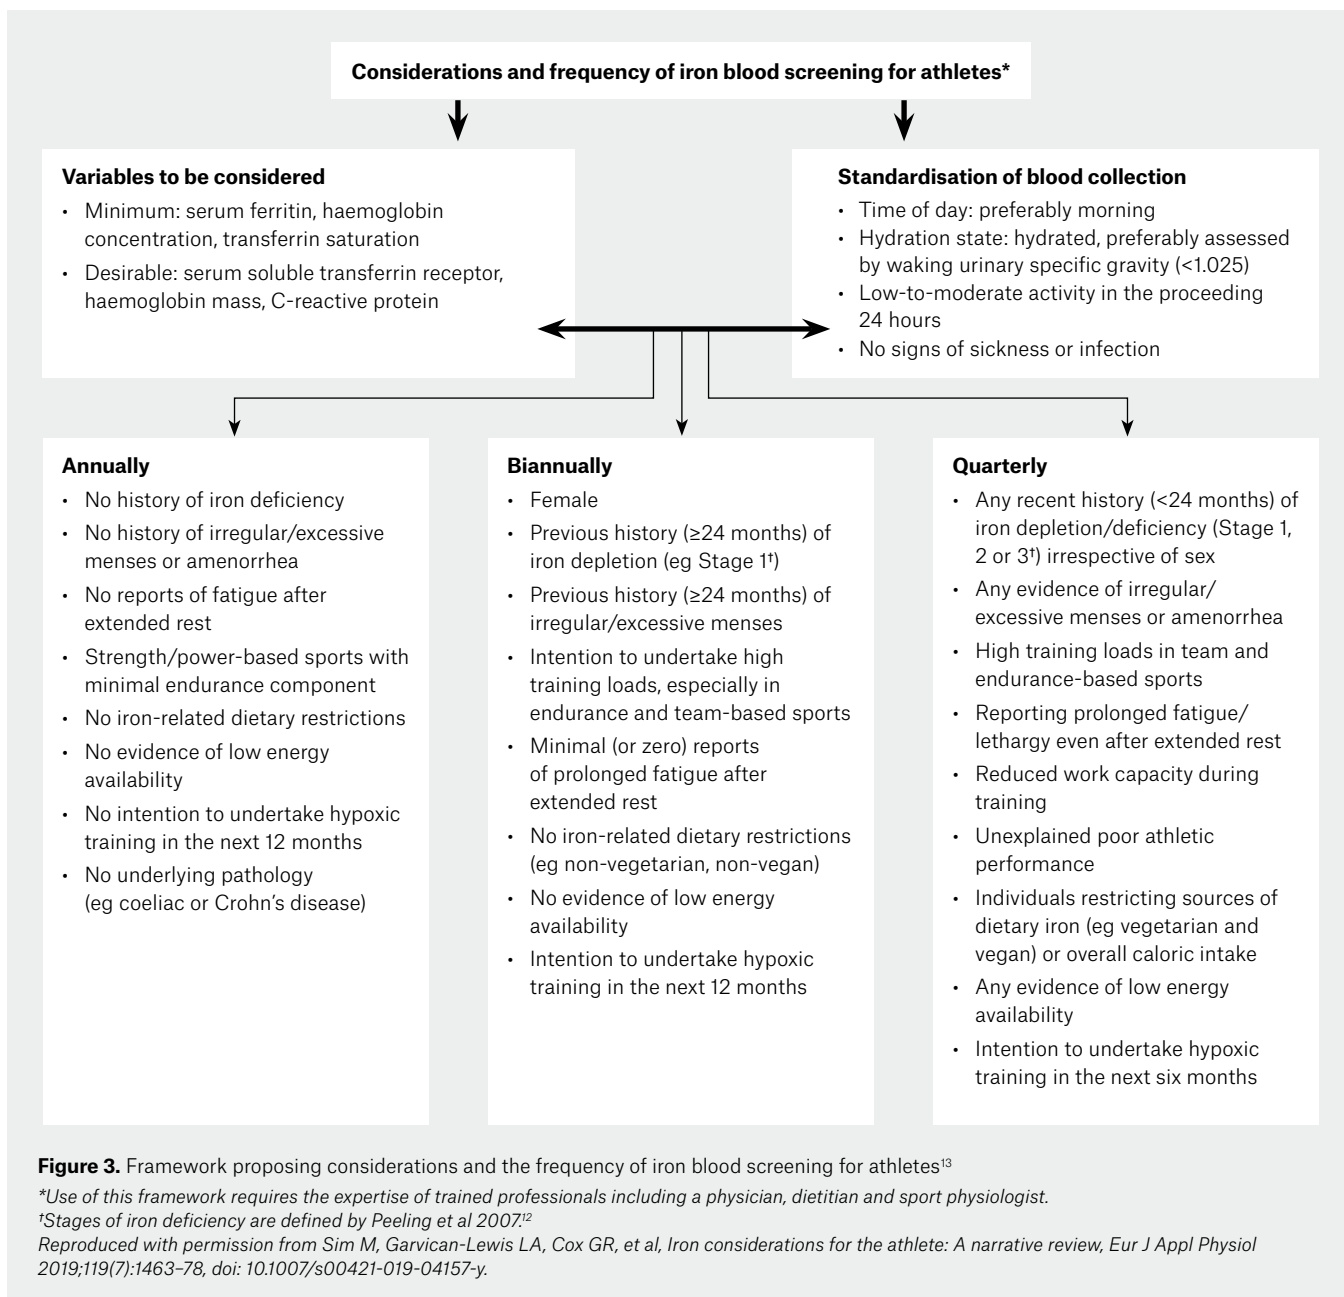 Considerations and frequency of iron blood screening for athletes*
Variables to be considered
• Minimum: serum ferritin, haemoglobin
concentration, transferrin saturation
• Desirable: serum soluble transferrin receptor,
haemoglobin mass, C-reactive protein
Standardisation of blood collection
• Time of day: preferably morning
• Hydration state: hydrated, preferably assessed
by waking urinary specific gravity (<1.025)
• Low-to-moderate activity in the proceeding
24 hours
• No signs of sickness or infection
Annually
• No history of iron deficiency
• No history of irregular/excessive
menses or amenorrhea
• No reports of fatigue after
extended rest
• Strength/power-based sports with
minimal endurance component
• No iron-related dietary restrictions
• No evidence of low energy
availability
• No intention to undertake hypoxic
training in the next 12 months
• No underlying pathology
(eg coeliac or Crohn’s disease)
Biannually
• Female
• Previous history (≥24 months) of
iron depletion (eg Stage 1†)
• Previous history (≥24 months) of
irregular/excessive menses
• Intention to undertake high
training loads, especially in
endurance and team-based sports
• Minimal (or zero) reports
of prolonged fatigue after
extended rest
• No iron-related dietary restrictions
(eg non-vegetarian, non-vegan)
• No evidence of low energy
availability
• Intention to undertake hypoxic
training in the next 12 months
Quarterly
• Any recent history (<24 months) of
iron depletion/deficiency (Stage 1,
2 or 3†) irrespective of sex
• Any evidence of irregular/
excessive menses or amenorrhea
• High training loads in team and
endurance-based sports
• Reporting prolonged fatigue/
lethargy even after extended rest
• Reduced work capacity during
training
• Unexplained poor athletic
performance
• Individuals restricting sources of
dietary iron (eg vegetarian and
vegan) or overall caloric intake
• Any evidence of low energy
availability
• Intention to undertake hypoxic
training in the next six months
Figure 3. Framework proposing considerations and the frequency of iron blood screening for athletes¹³
*Use of this framework requires the expertise of trained professionals including a physician, dietitian and sport physiologist.
†Stages of iron deficiency are defined by Peeling et al 2007.¹²
Reproduced with permission from Sim M, Garvican-Lewis LA, Cox GR, et al, Iron considerations for the athlete: A narrative review, Eur J Appl Physiol
2019;119(7):1463–78, doi: 10.1007/s00421-019-04157-y.